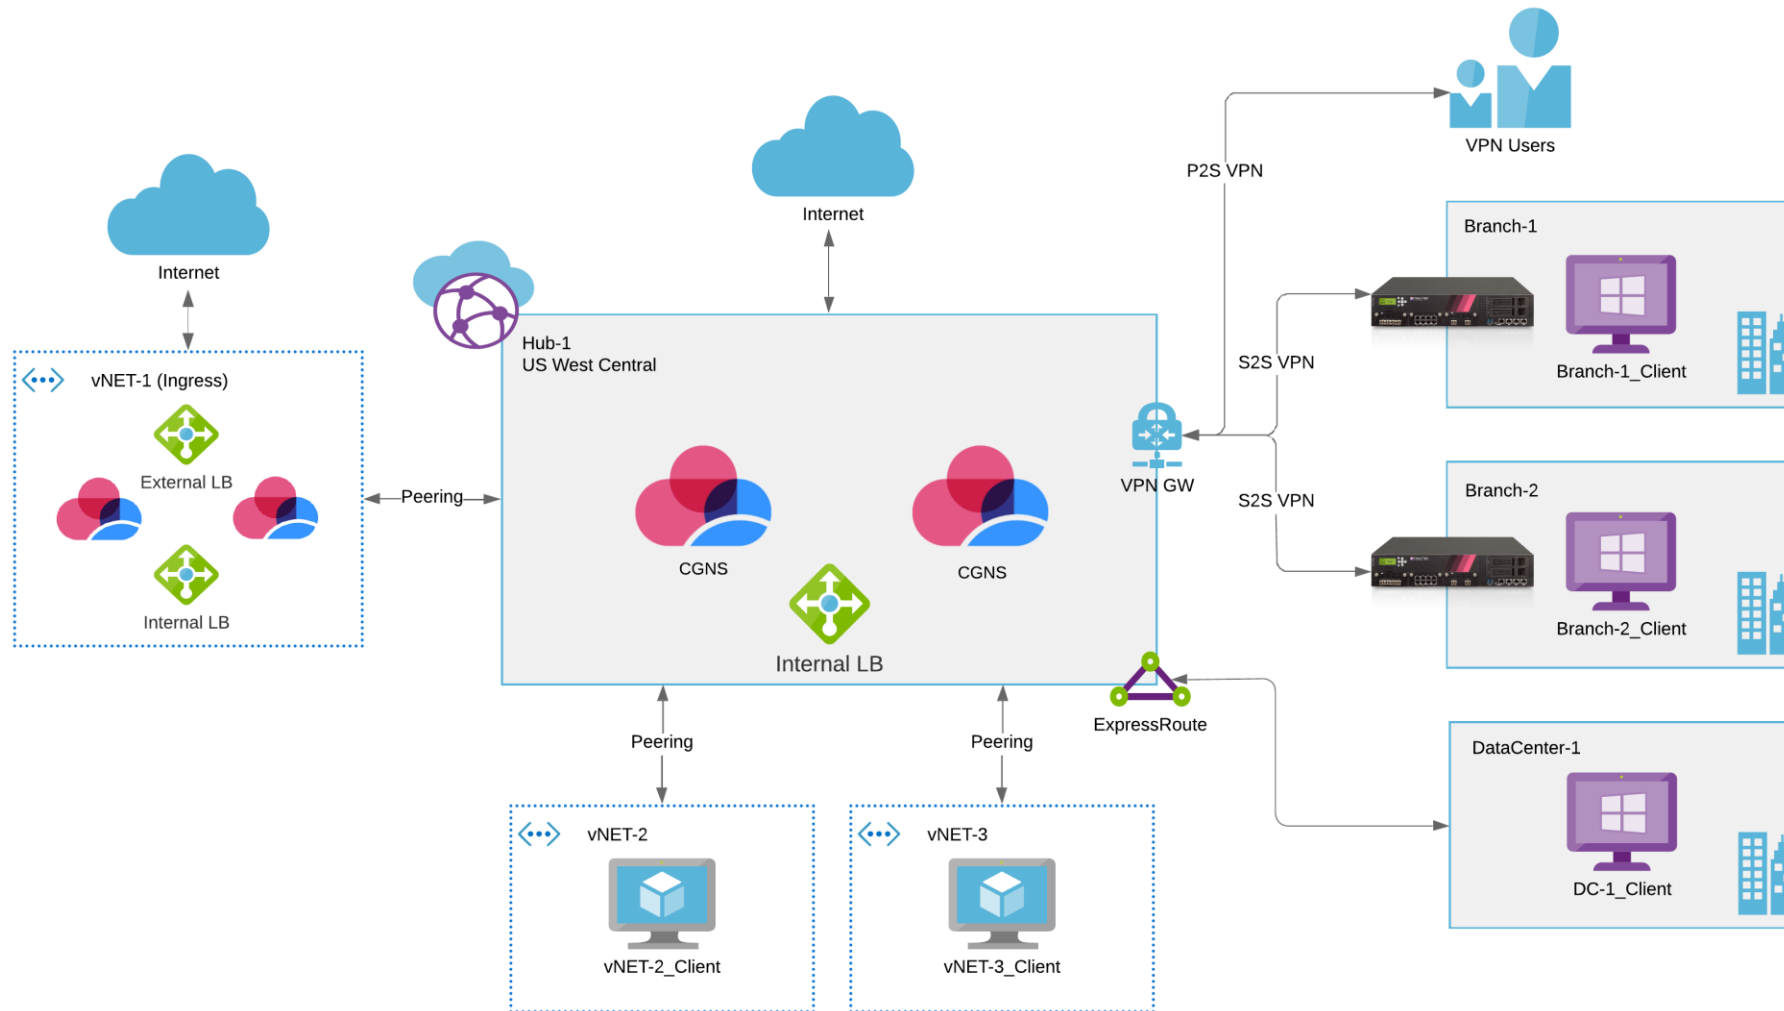 VPN Users
P2S VPN
Internet
Internet
Branch-1
Branch-1_Client
Hub-1
US West Central
S2S VPN
vNET-1 (Ingress)
External LB
Internal LB
Peering
CGNS
CGNS
Internal LB
VPN GW
S2S VPN
Branch-2
Branch-2_Client
ExpressRoute
Peering
Peering
DataCenter-1
DC-1_Client
vNET-2
vNET-2_Client
vNET-3
vNET-3_Client